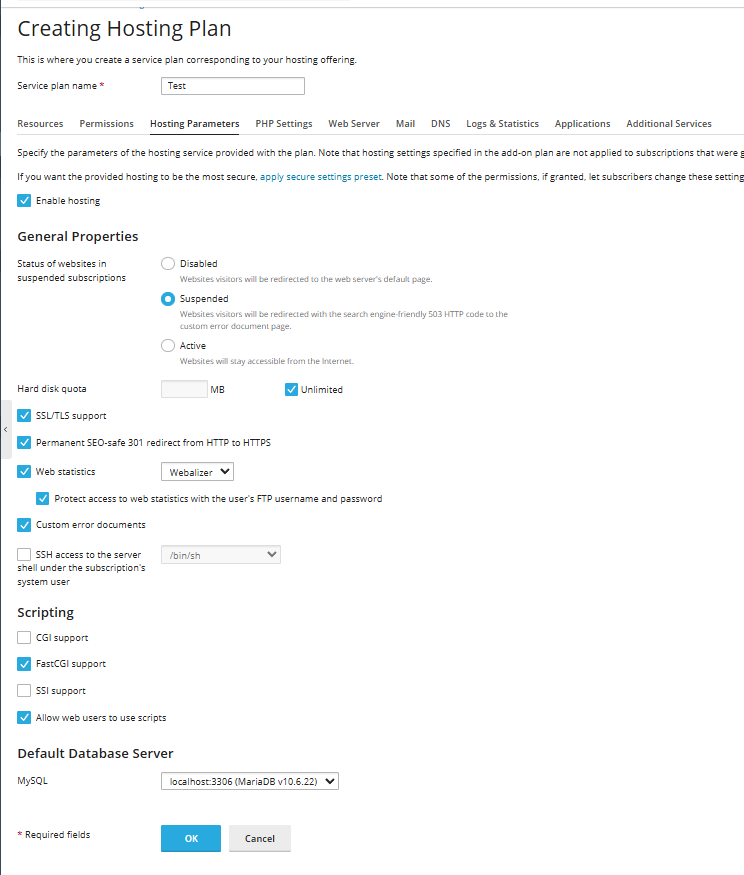 Creating Hosting Plan
This is where you create a service plan corresponding to your hosting offering.
Service plan name * Test
Resources Permissions Hosting Parameters PHP Settings Web Server Mail DNS Logs & Statistics Applications Additional Services
Specify the parameters of the hosting service provided with the plan. Note that hosting settings specified in the add-on plan are not applied to subscriptions that were
If you want the provided hosting to be the most secure, apply secure settings preset. Note that some of the permissions, if granted, let subscribers change these setting
Enable hosting
General Properties
Status of websites in
suspended subscriptions
Disabled
Websites visitors will be redirected to the web server's default page.
Suspended
Websites visitors will be redirected with the search engine-friendly 503 HTTP code to the
custom error document page.
Active
Websites will stay accessible from the Internet.
Hard disk quota MB Unlimited
SSL/TLS support
Permanent SEO-safe 301 redirect from HTTP to HTTPS
Web statistics Webalizer
Protect access to web statistics with the user's FTP username and password
Custom error documents
SSH access to the server /bin/sh
shell under the subscription's
system user
Scripting
CGI support
FastCGI support
SSI support
Allow web users to use scripts
Default Database Server
MySQL localhost:3306 (MariaDB v10.6.22)
* Required fields OK Cancel